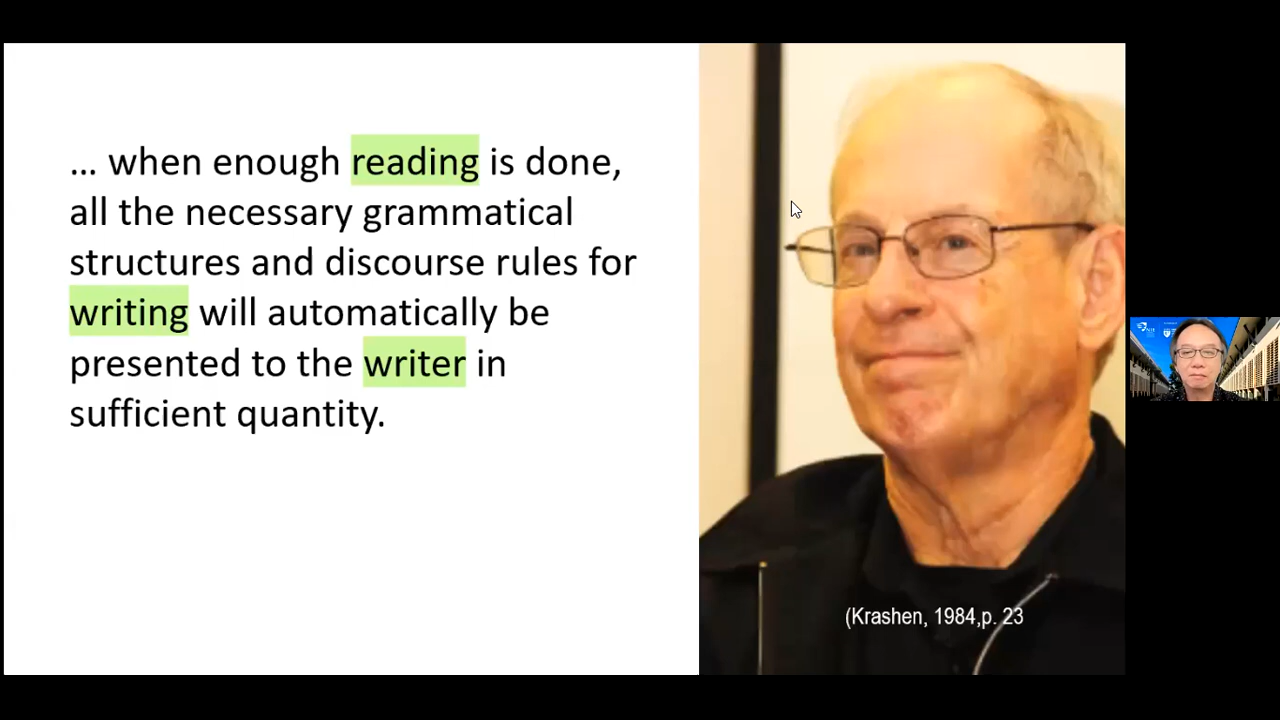 ... when enough reading is done,
all the necessary grammatical
structures and discourse rules for
writing will automatically be
presented to the writer in
sufficient quantity.
(Krashen, 1984,p. 23